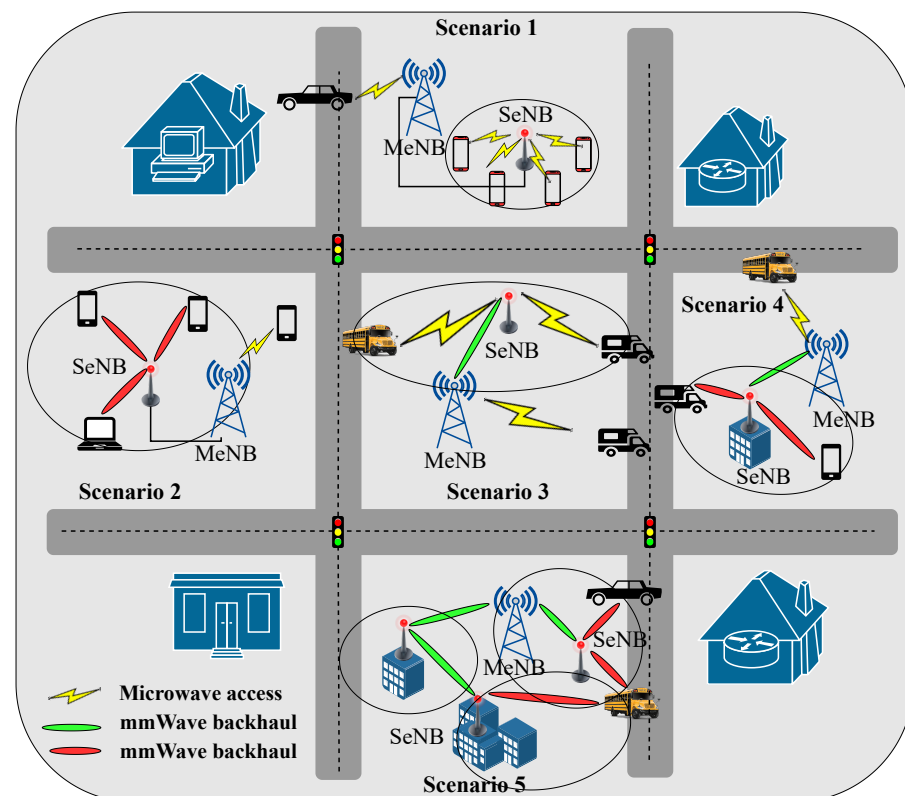 Scenario 1
SeNB
MeNB
Scenario 4
SeNB
SeNB
MeNB
MeNB
MeNB
SeNB
Scenario 2
Scenario 3
SeNB
MeNB
Microwave access
mmWave backhaul
SeNB
mmWave backhaul
Scenario 5